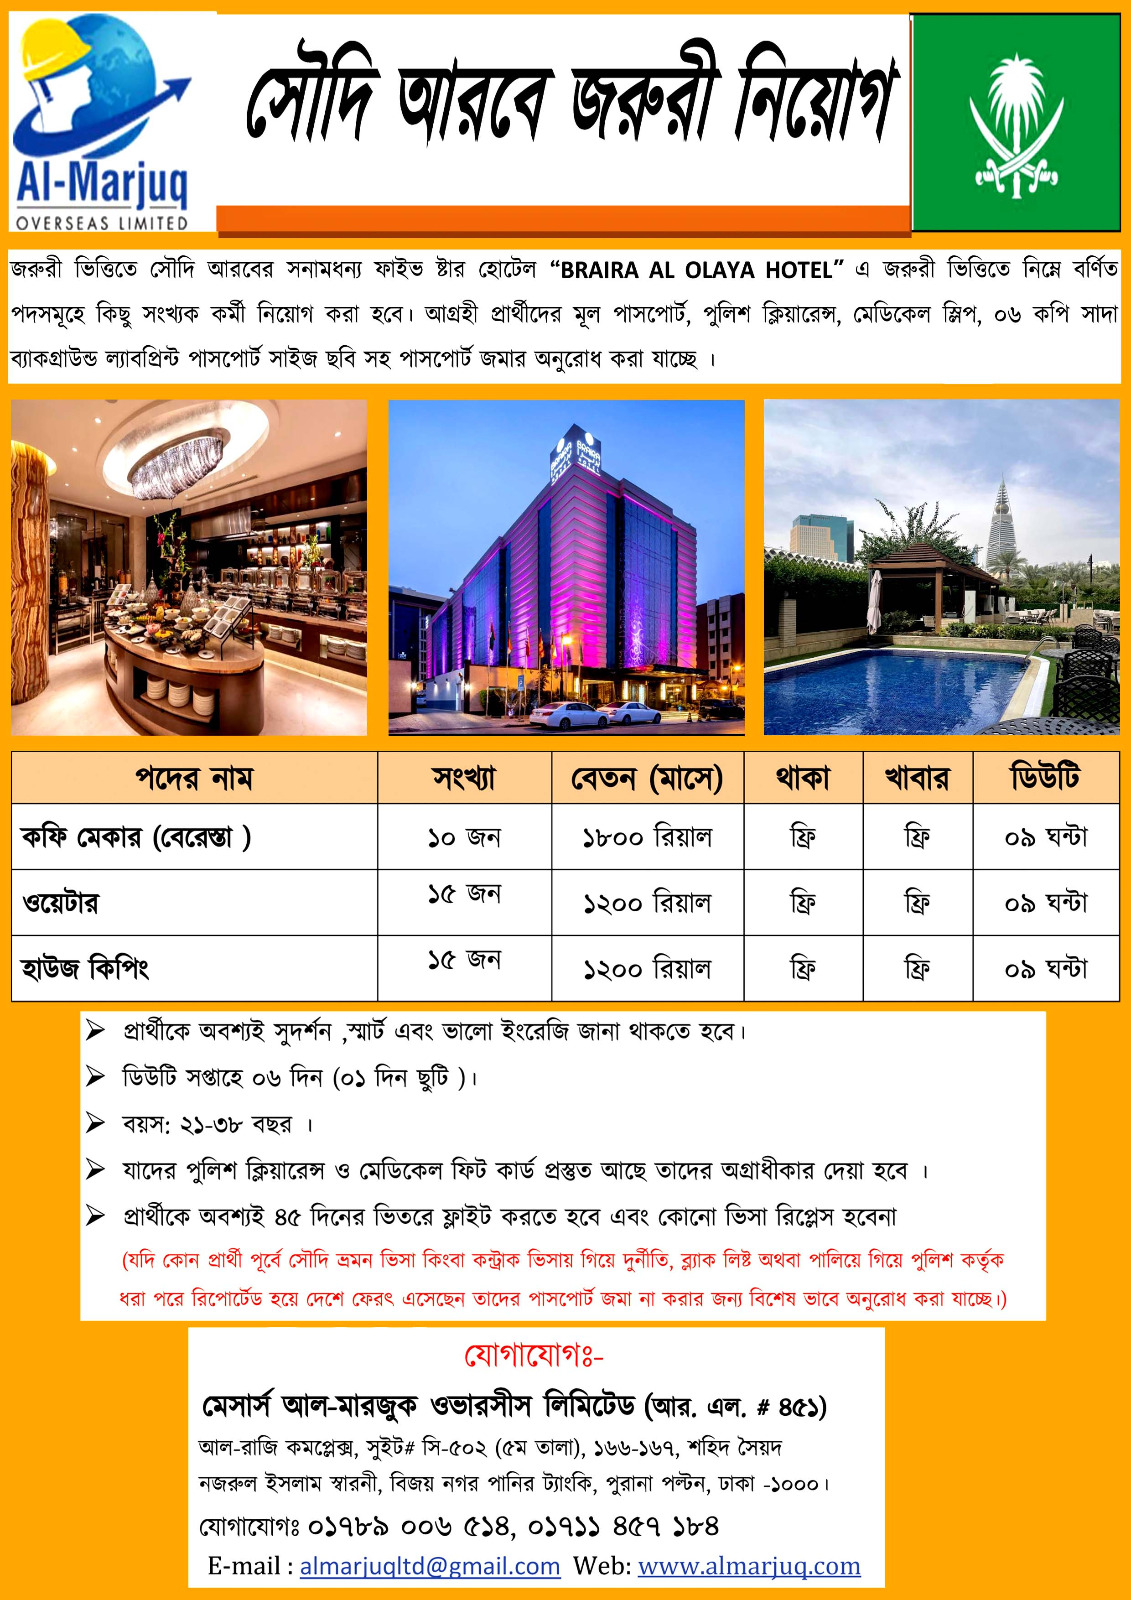 Al-Marjuq
OVERSEAS LIMITED
সৌদি আরবে জরুরী নিয়োগ
জরুরী ভিত্তিতে সৌদি আরবের সনামধন্য ফাইভ ষ্টার হোটেল “BRAIRA AL OLAYA HOTEL” এ জরুরী ভিত্তিতে নিম্নে বর্ণিত
পদসমূহে কিছু সংখ্যক কর্মী নিয়োগ করা হবে। আগ্রহী প্রার্থীদের মূল পাসপোর্ট, পুলিশ ক্লিয়ারেন্স, মেডিকেল স্লিপ, ০৬ কপি সাদা
ব্যাকগ্রাউন্ড ল্যাবপ্রিন্ট পাসপোর্ট সাইজ ছবি সহ পাসপোর্ট জমার অনুরোধ করা যাচ্ছে ।
BRAIRA
পদের নাম সংখ্যা বেতন (মাসে) থাকা খাবার ডিউটি
কফি মেকার (বেরেস্তা ) ১০ জন ১৮০০ রিয়াল ফ্রি ফ্রি ০৯ ঘন্টা
ওয়েটার ১৫ জন ১২০০ রিয়াল ফ্রি ফ্রি ০৯ ঘন্টা
হাউজ কিপিং ১৫ জন ১২০০ রিয়াল ফ্রি ফ্রি ০৯ ঘন্টা
➢ প্রার্থীকে অবশ্যই সুদর্শন ,স্মার্ট এবং ভালো ইংরেজি জানা থাকতে হবে।
➢ ডিউটি সপ্তাহে ০৬ দিন (০১ দিন ছুটি )।
➢ বয়স: ২১-৩৮ বছর ।
➢ যাদের পুলিশ ক্লিয়ারেন্স ও মেডিকেল ফিট কার্ড প্রস্তুত আছে তাদের অগ্রাধীকার দেয়া হবে ।
➢ প্রার্থীকে অবশ্যই ৪৫ দিনের ভিতরে ফ্লাইট করতে হবে এবং কোনো ভিসা রিপ্লেস হবেনা
(যদি কোন প্রার্থী পূর্বে সৌদি ভ্রমন ভিসা কিংবা কন্ট্রাক ভিসায় গিয়ে দুর্নীতি, ব্ল্যাক লিষ্ট অথবা পালিয়ে গিয়ে পুলিশ কর্তৃক
ধরা পরে রিপোর্টেড হয়ে দেশে ফেরৎ এসেছেন তাদের পাসপোর্ট জমা না করার জন্য বিশেষ ভাবে অনুরোধ করা যাচ্ছে।)
যোগাযোগঃ-
মেসার্স আল-মারজুক ওভারসীস লিমিটেড (আর. এল. # ৪৫১)
আল-রাজি কমপ্লেক্স, সুইট# সি-৫০২ (৫ম তালা), ১৬৬-১৬৭, শহিদ সৈয়দ
নজরুল ইসলাম স্বারনী, বিজয় নগর পানির ট্যাংকি, পুরানা পল্টন, ঢাকা -১০০০।
যোগাযোগঃ ০১৭৮৯ ০০৬ ৫১৪, ০১৭১১ ৪৫৭ ১৮৪
E-mail : almarjuqltd@gmail.com Web: www.almarjuq.com